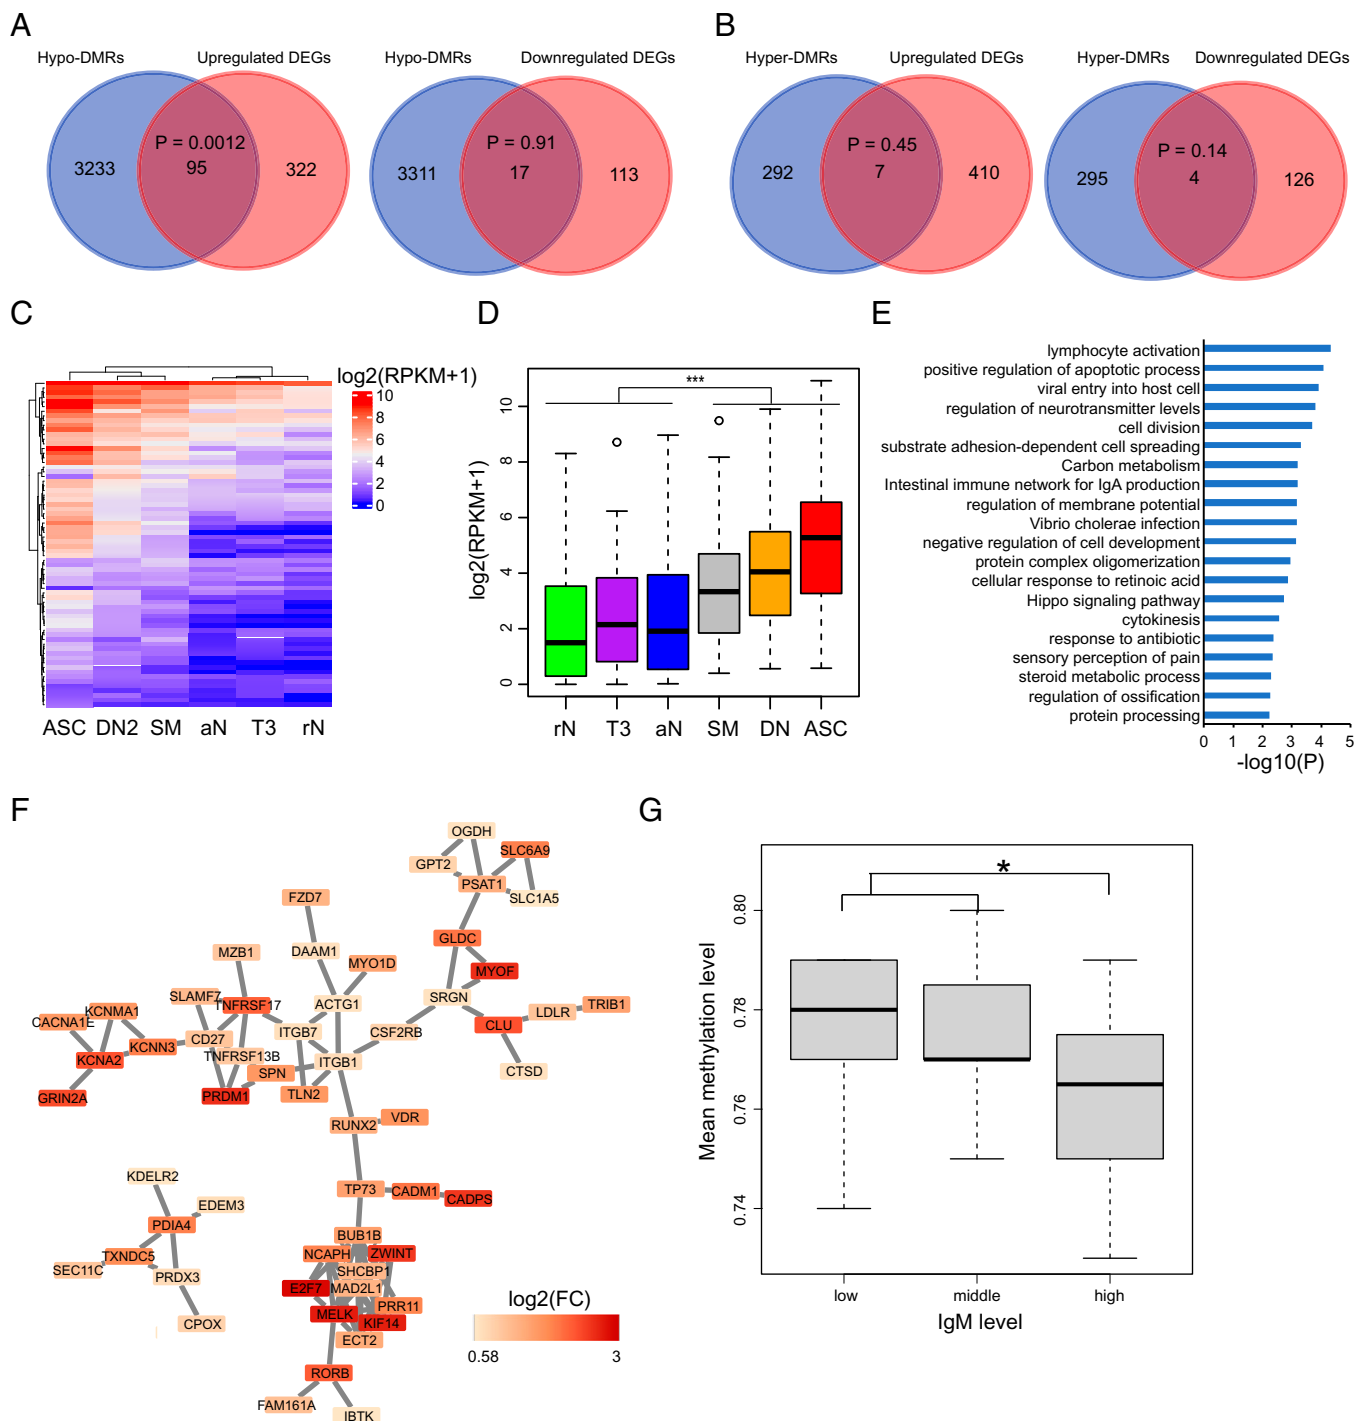 A
B
Hypo-DMRs Upregulated DEGs
Hypo-DMRs Downregulated DEGs
Hyper-DMRs Upregulated DEGs
Hyper-DMRs Downregulated DEGs
P = 0.0012
3233 95 322
P = 0.91
3311 17 113
P = 0.45
292 7 410
P = 0.14
295 4 126
C
log2(RPKM+1)
10
8
6
4
2
0
ASC DN2 SM aN T3 rN
D
***
log2(RPKM+1)
0 2 4 6 8 10
rN T3 aN SM DN ASC
E
lymphocyte activation
positive regulation of apoptotic process
viral entry into host cell
regulation of neurotransmitter levels
cell division
substrate adhesion-dependent cell spreading
Carbon metabolism
Intestinal immune network for IgA production
regulation of membrane potential
Vibrio cholerae infection
negative regulation of cell development
protein complex oligomerization
cellular response to retinoic acid
Hippo signaling pathway
cytokinesis
response to antibiotic
sensory perception of pain
steroid metabolic process
regulation of ossification
protein processing
0 1 2 3 4 5
-log10(P)
F
OGDH
SLC6A9
GPT2
PSAT1
SLC1A5
FZD7
GLDC
MZB1
DAAM1
MYO1D
MYOF
SLAMF7
TNFRSF17
ACTG1
SRGN
KCNMA1
LDLR
TRIB1
CACNA1E
CD27
ITGB7
CSF2RB
CLU
KCNN3
KCNA2
TNFRSF13B
ITGB1
SPN
CTSD
GRIN2A
PRDM1
TLN2
RUNX2
VDR
KDELR2
TP73
CADM1
CADPS
EDEM3
PDIA4
BUB1B
TXNDC5
NCAPH
ZWINT
SEC11C
PRDX3
SHCBP1
E2F7
MAD2L1
PRR11
MELK
KIF14
CPOX
ECT2
RORB
FAM161A
IBTK
log2(FC)
0.58 3
G
*
Mean methylation level
0.74 0.76 0.78 0.80
low middle high
IgM level